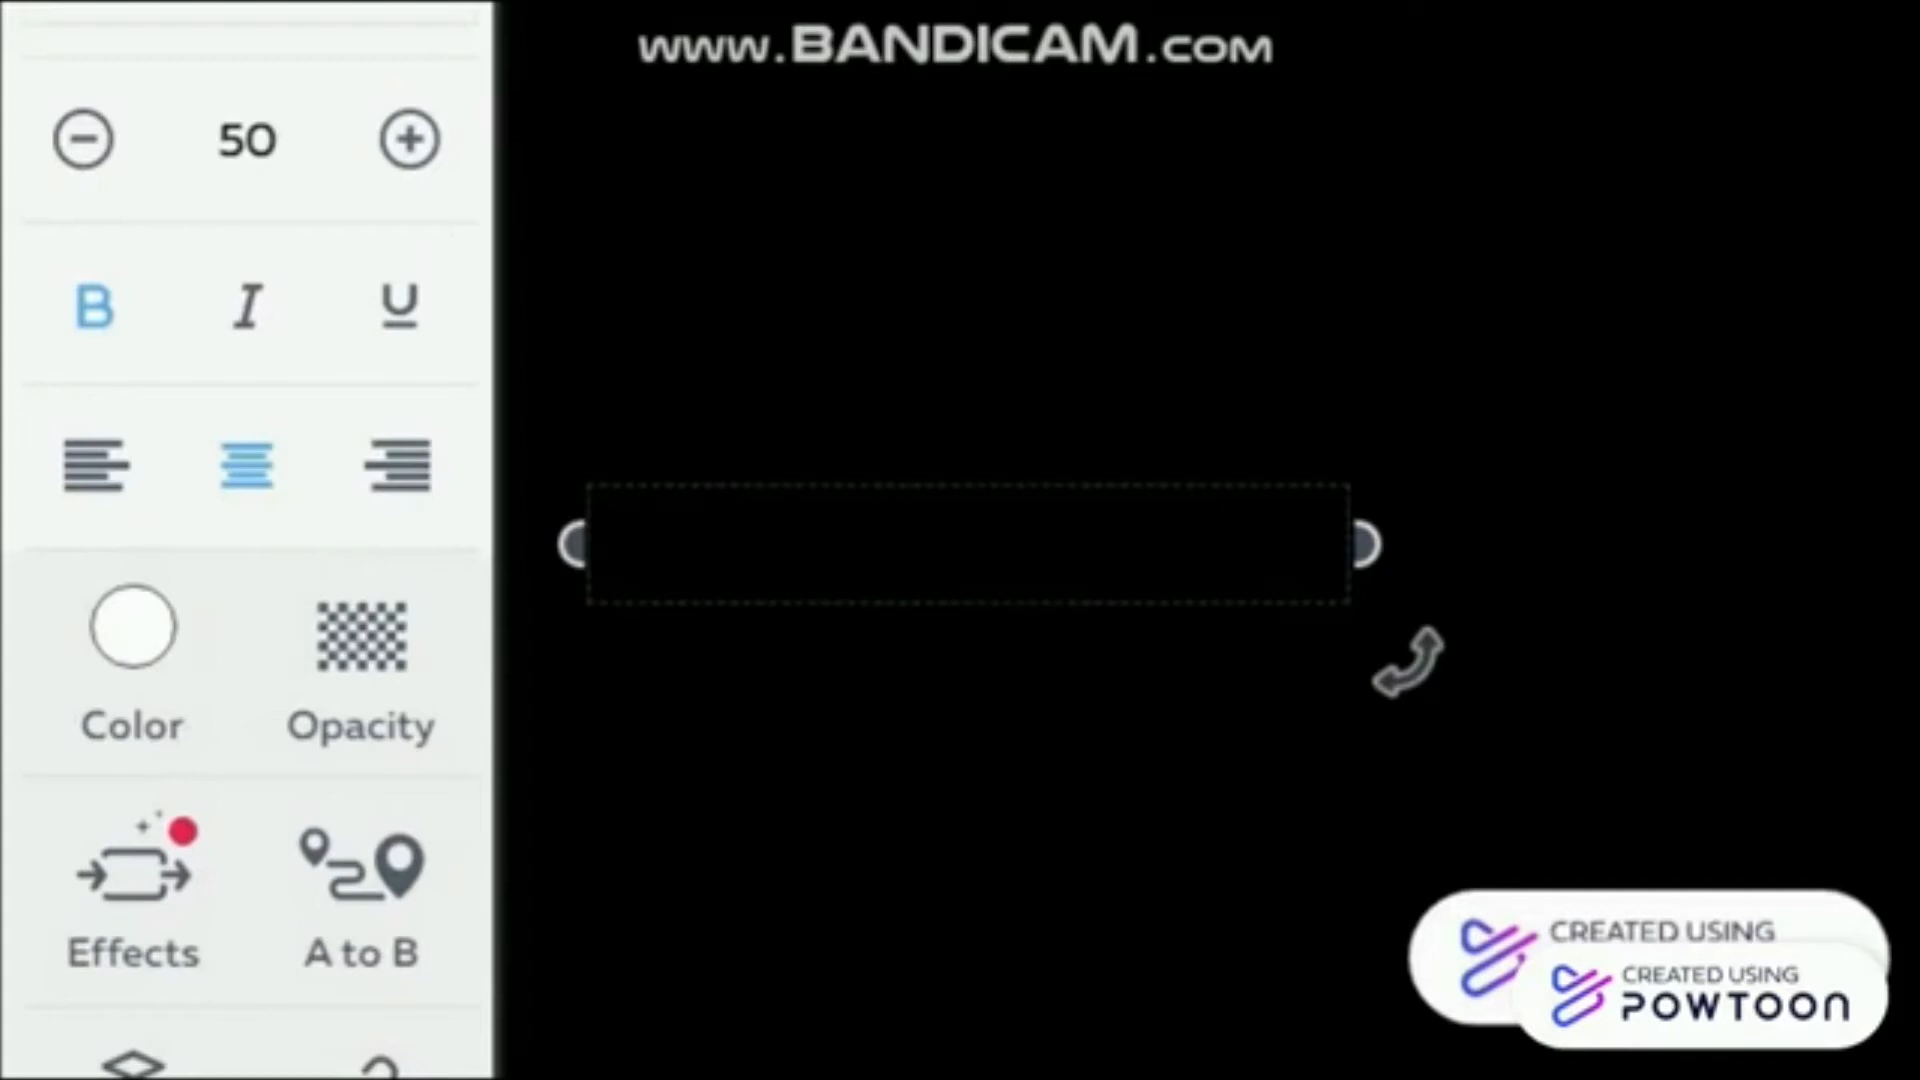 www.BANDICAM.com
50
B I U
Color Opacity
Effects A to B
CREATED USING
CREATED USING
POWTOON